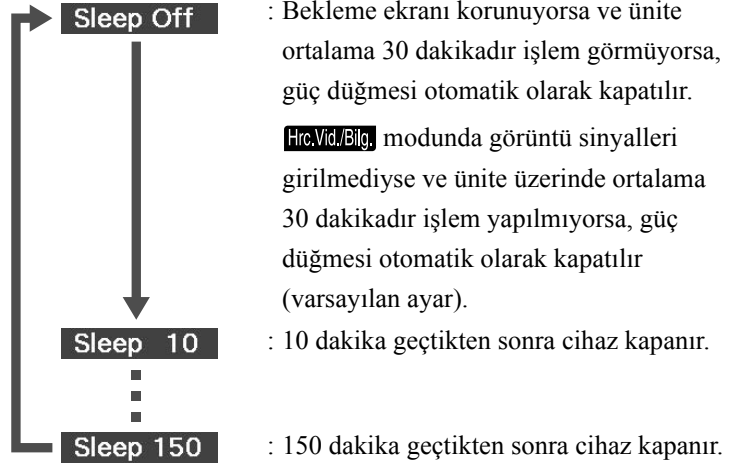 Sleep Off : Bekleme ekranı korunuyorsa ve ünite
ortalama 30 dakikadır işlem görmüyorsa,
güç düğmesi otomatik olarak kapatılır.
Hrc.Vid./Bilg. modunda görüntü sinyalleri
girilmediyse ve ünite üzerinde ortalama
30 dakikadır işlem yapılmıyorsa, güç
düğmesi otomatik olarak kapatılır
(varsayılan ayar).
Sleep 10 : 10 dakika geçtikten sonra cihaz kapanır.
Sleep 150 : 150 dakika geçtikten sonra cihaz kapanır.